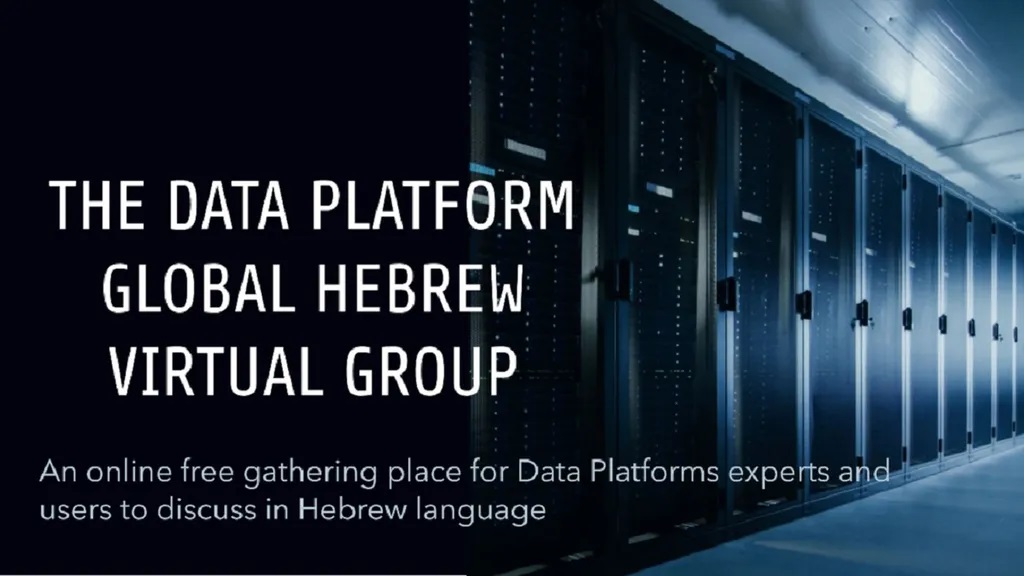 THE DATA PLATFORM
GLOBAL HEBREW
VIRTUAL GROUP
An online free gathering place for Data Platforms experts and
users to discuss in Hebrew language